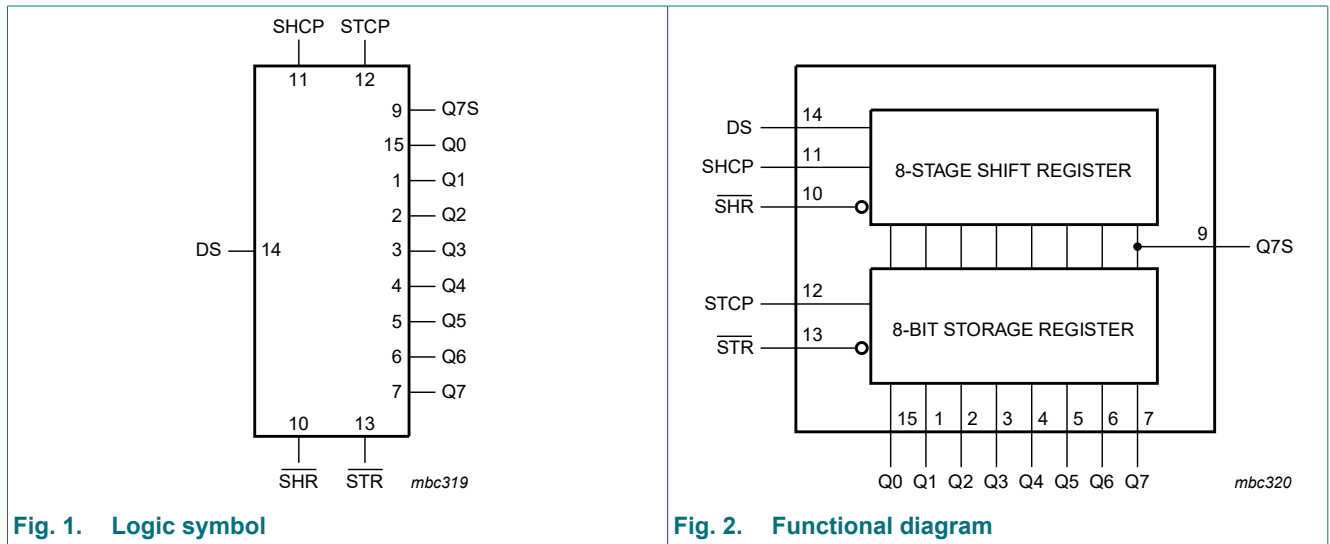 SHCP STCP
11 12
9 Q7S
15 Q0
1 Q1
2 Q2
DS 14 3 Q3
4 Q4
5 Q5
6 Q6
7 Q7
10 13
SHR STR mbc319
Fig. 1. Logic symbol
DS 14
SHCP 11
8-STAGE SHIFT REGISTER
SHR 10
9 Q7S
STCP 12
8-BIT STORAGE REGISTER
STR 13
15 1 2 3 4 5 6 7
Q0 Q1 Q2 Q3 Q4 Q5 Q6 Q7 mbc320
Fig. 2. Functional diagram